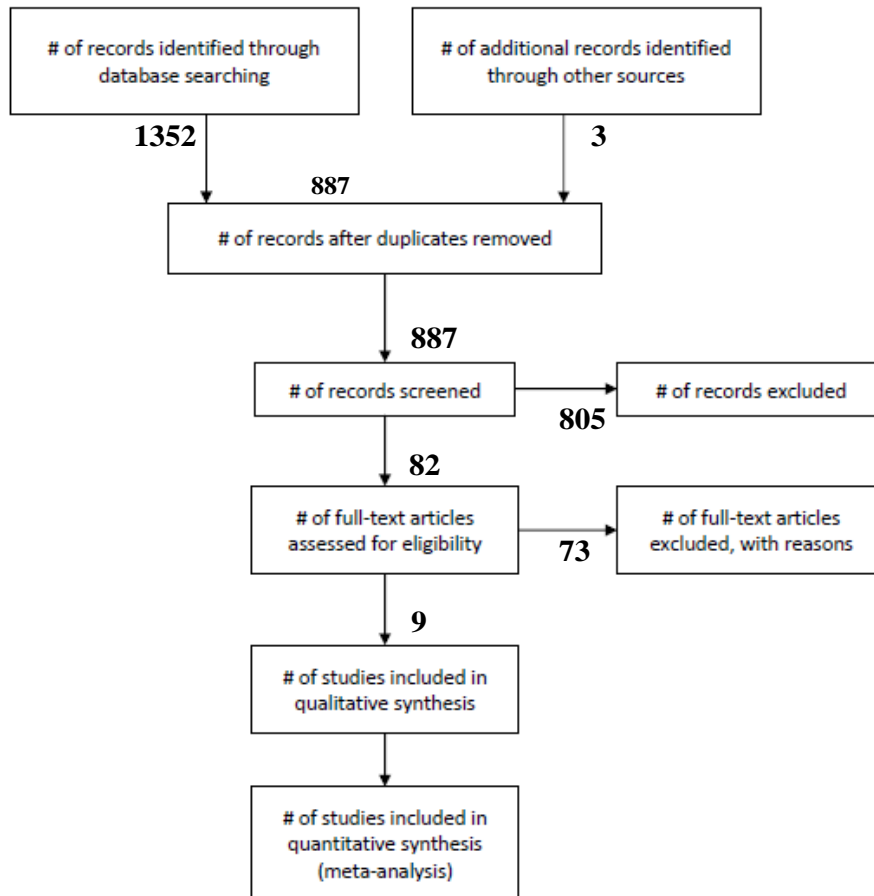 # of records identified through
database searching
# of additional records identified
through other sources
1352
3
887
# of records after duplicates removed
887
# of records screened
# of records excluded
805
82
# of full-text articles
assessed for eligibility
# of full-text articles
excluded, with reasons
73
9
# of studies included in
qualitative synthesis
# of studies included in
quantitative synthesis
(meta-analysis)